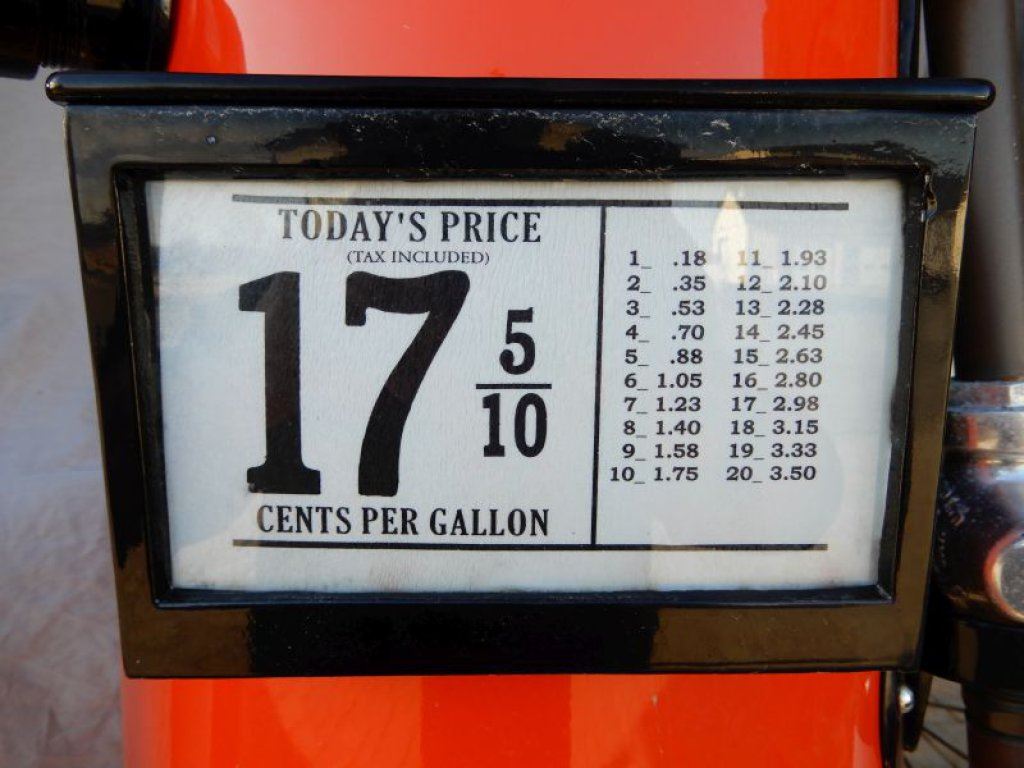 TODAY'S PRICE
(TAX INCLUDED)
17 5/10
CENTS PER GALLON
1_ .18 11_ 1.93
2_ .35 12_ 2.10
3_ .53 13_ 2.28
4_ .70 14_ 2.45
5_ .88 15_ 2.63
6_ 1.05 16_ 2.80
7_ 1.23 17_ 2.98
8_ 1.40 18_ 3.15
9_ 1.58 19_ 3.33
10_ 1.75 20_ 3.50